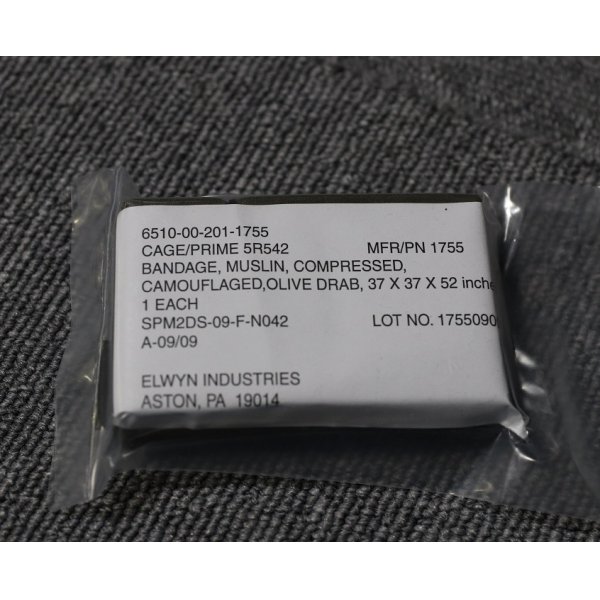 6510-00-201-1755
CAGE/PRIME 5R542 MFR/PN 1755
BANDAGE, MUSLIN, COMPRESSED,
CAMOUFLAGED,OLIVE DRAB, 37 X 37 X 52
1 EACH
SPM2DS-09-F-N042 LOT NO.
A-09/09
ELWYN INDUSTRIES
ASTON, PA 19014